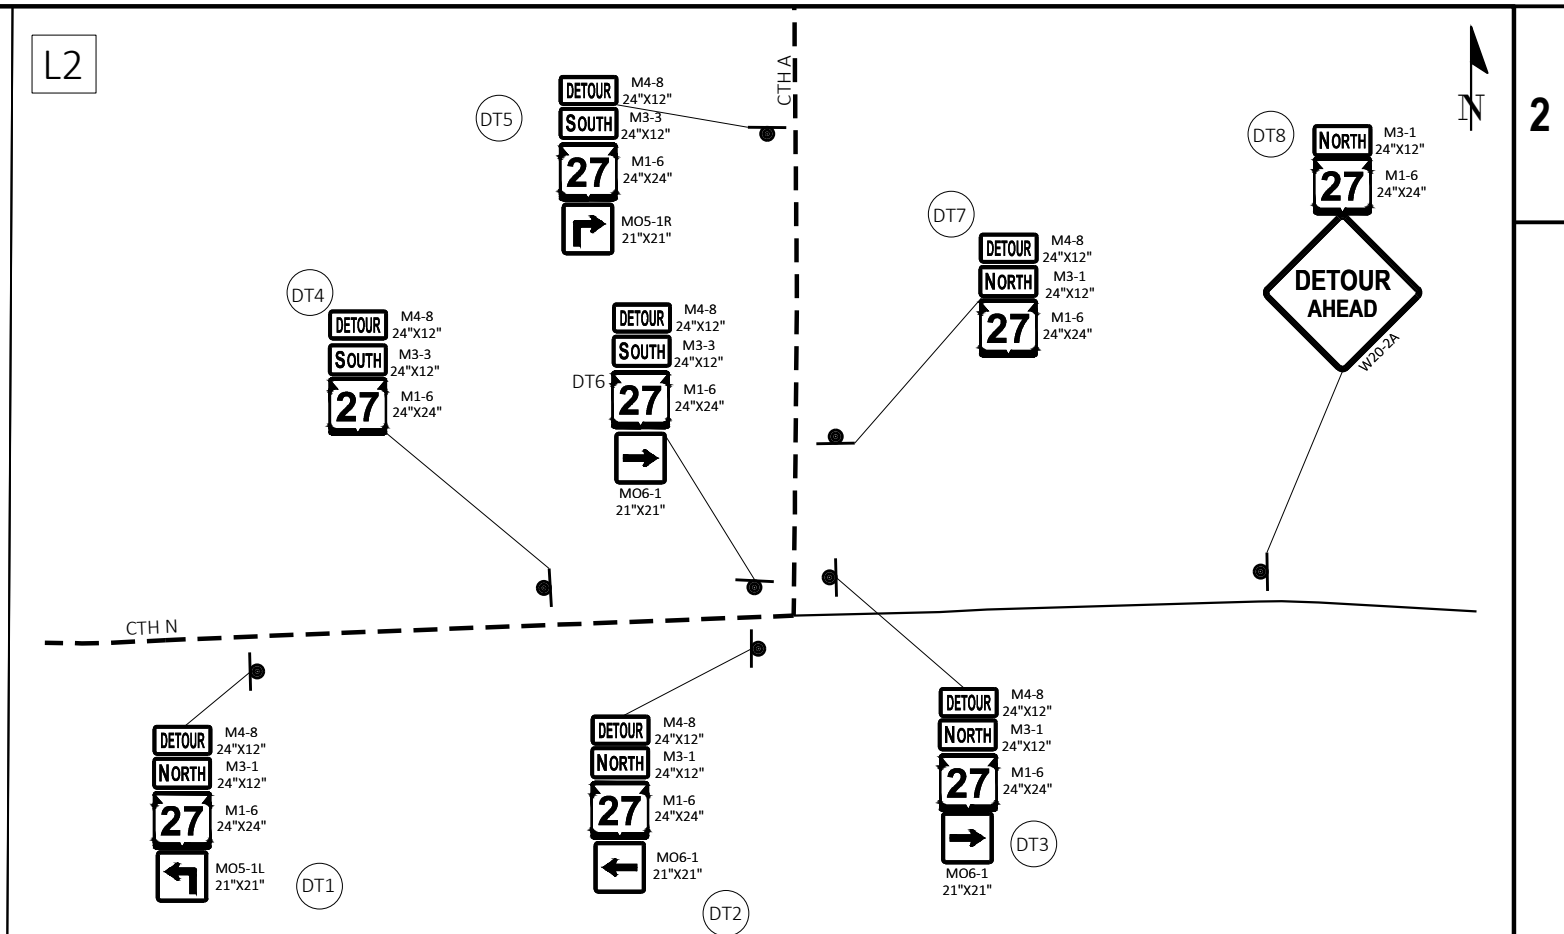 L2
CTH A
N
2
DT5
DETOUR
M4-8
24"X12"
SOUTH
M3-3
24"X12"
27
M1-6
24"X24"
MO5-1R
21"X21"
DT8
NORTH
M3-1
24"X12"
27
M1-6
24"X24"
DETOUR
AHEAD
W20-2A
DT7
DETOUR
M4-8
24"X12"
NORTH
M3-1
24"X12"
27
M1-6
24"X24"
DT4
DETOUR
M4-8
24"X12"
SOUTH
M3-3
24"X12"
27
M1-6
24"X24"
DT6
DETOUR
M4-8
24"X12"
SOUTH
M3-3
24"X12"
27
M1-6
24"X24"
MO6-1
21"X21"
CTH N
DETOUR
M4-8
24"X12"
NORTH
M3-1
24"X12"
27
M1-6
24"X24"
MO5-1L
21"X21"
DT1
DETOUR
M4-8
24"X12"
NORTH
M3-1
24"X12"
27
M1-6
24"X24"
MO6-1
21"X21"
DT2
DETOUR
M4-8
24"X12"
NORTH
M3-1
24"X12"
27
M1-6
24"X24"
MO6-1
21"X21"
DT3